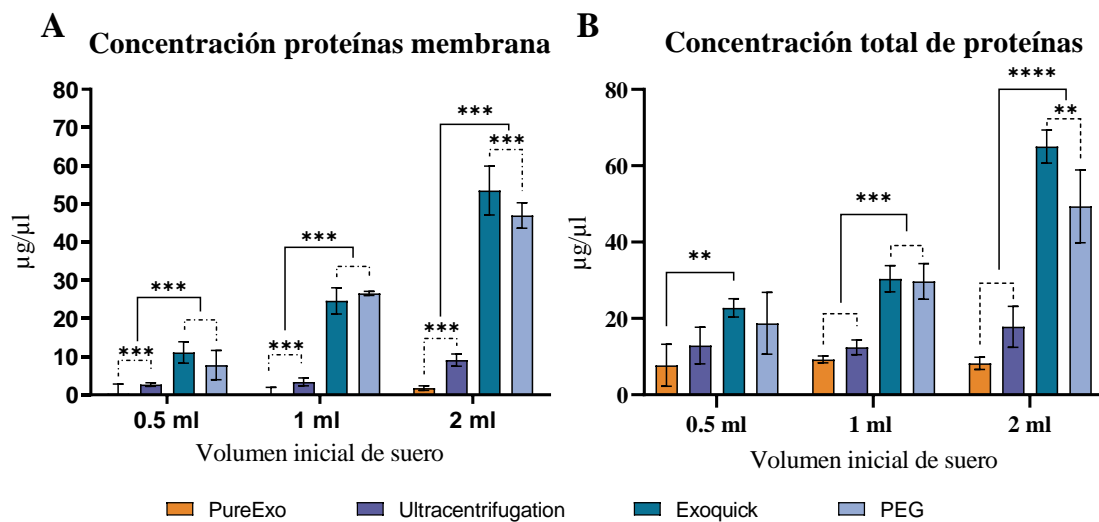 A
Concentración proteínas membrana
80
70
60
50
40
30
20
10
0
µg/µl
***
***
***
***
***
***
***
0.5 ml
1 ml
2 ml
Volumen inicial de suero
B
Concentración total de proteínas
80
60
40
20
0
µg/µl
**
***
****
**
0.5 ml
1 ml
2 ml
Volumen inicial de suero
PureExo
Ultracentrifugation
Exoquick
PEG